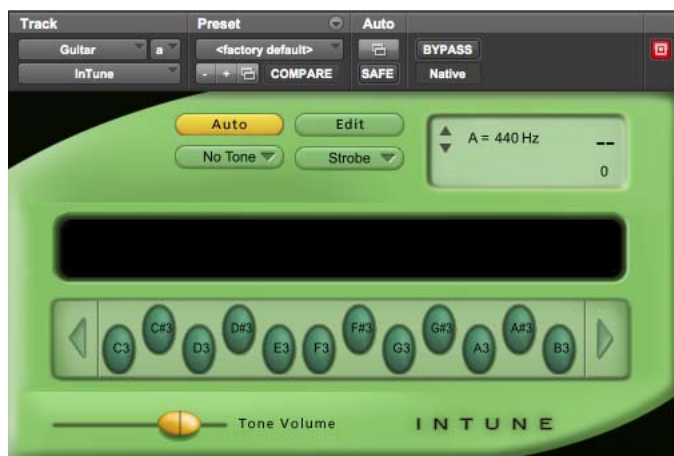 Track Preset Auto
Guitar a <factory default> BYPASS
InTune - + COMPARE SAFE Native
Auto Edit
A = 440 Hz --
No Tone Strobe
0
C#3 D#3 F#3 G#3 A#3
C3 D3 E3 F3 G3 A3 B3
Tone Volume INTUNE